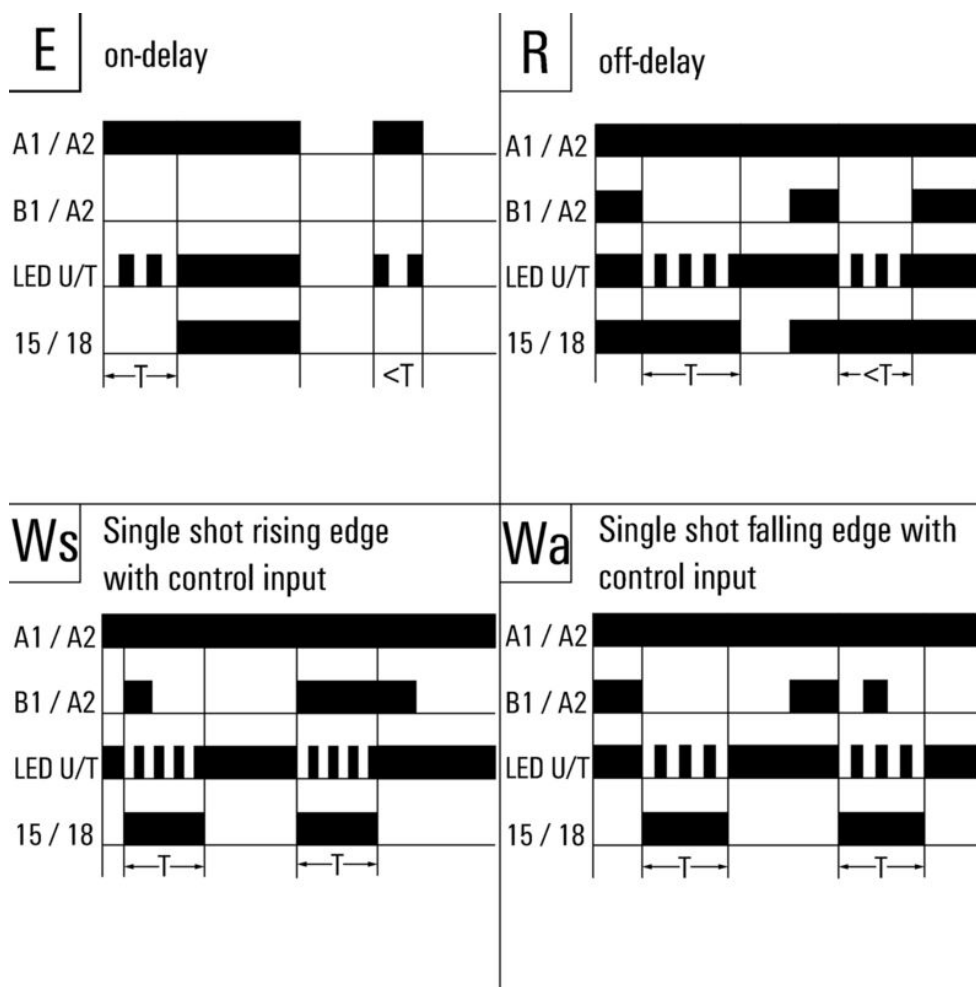 E
on-delay
A1 / A2
B1 / A2
LED U/T
15 / 18
T
<T
R
off-delay
A1 / A2
B1 / A2
LED U/T
15 / 18
T
<T
Ws
Single shot rising edge
with control input
A1 / A2
B1 / A2
LED U/T
15 / 18
T
T
Wa
Single shot falling edge with
control input
A1 / A2
B1 / A2
LED U/T
15 / 18
T
T